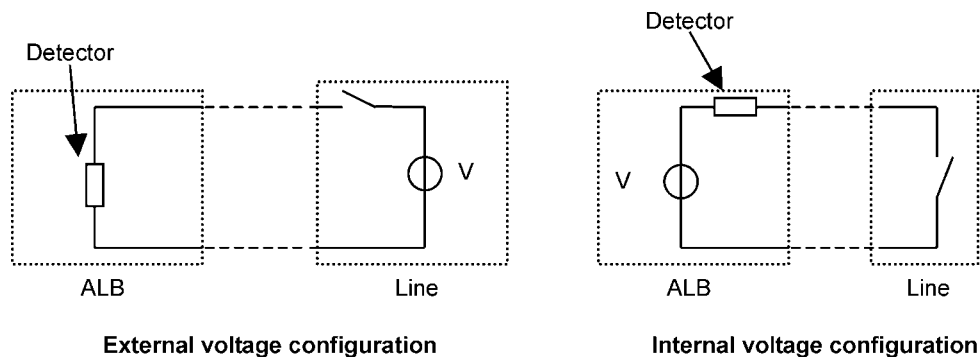 Detector
V
ALB
Line
External voltage configuration
Detector
V
ALB
Line
Internal voltage configuration